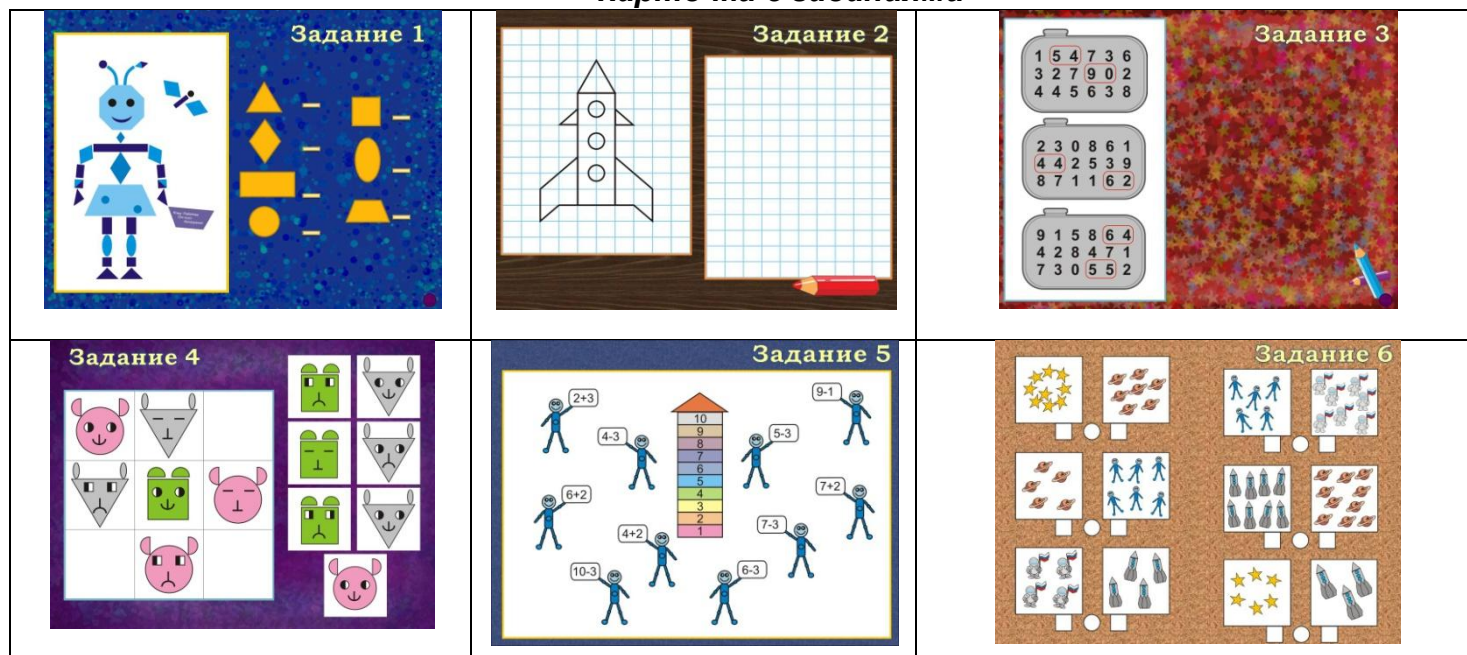 Задание 1
Задание 2
Задание 3
1 5 4 7 3 6
3 2 7 9 0 2
4 4 5 6 3 8
2 3 0 8 6 1
4 4 2 5 3 9
8 7 1 1 6 2
9 1 5 8 6 4
4 2 8 4 7 1
7 3 0 5 5 2
Задание 4
Задание 5
2+3
9-1
4-3
5-3
10
9
8
7
6
5
4
3
2
1
6+2
7+2
4+2
7-3
10-3
6-3
Задание 6